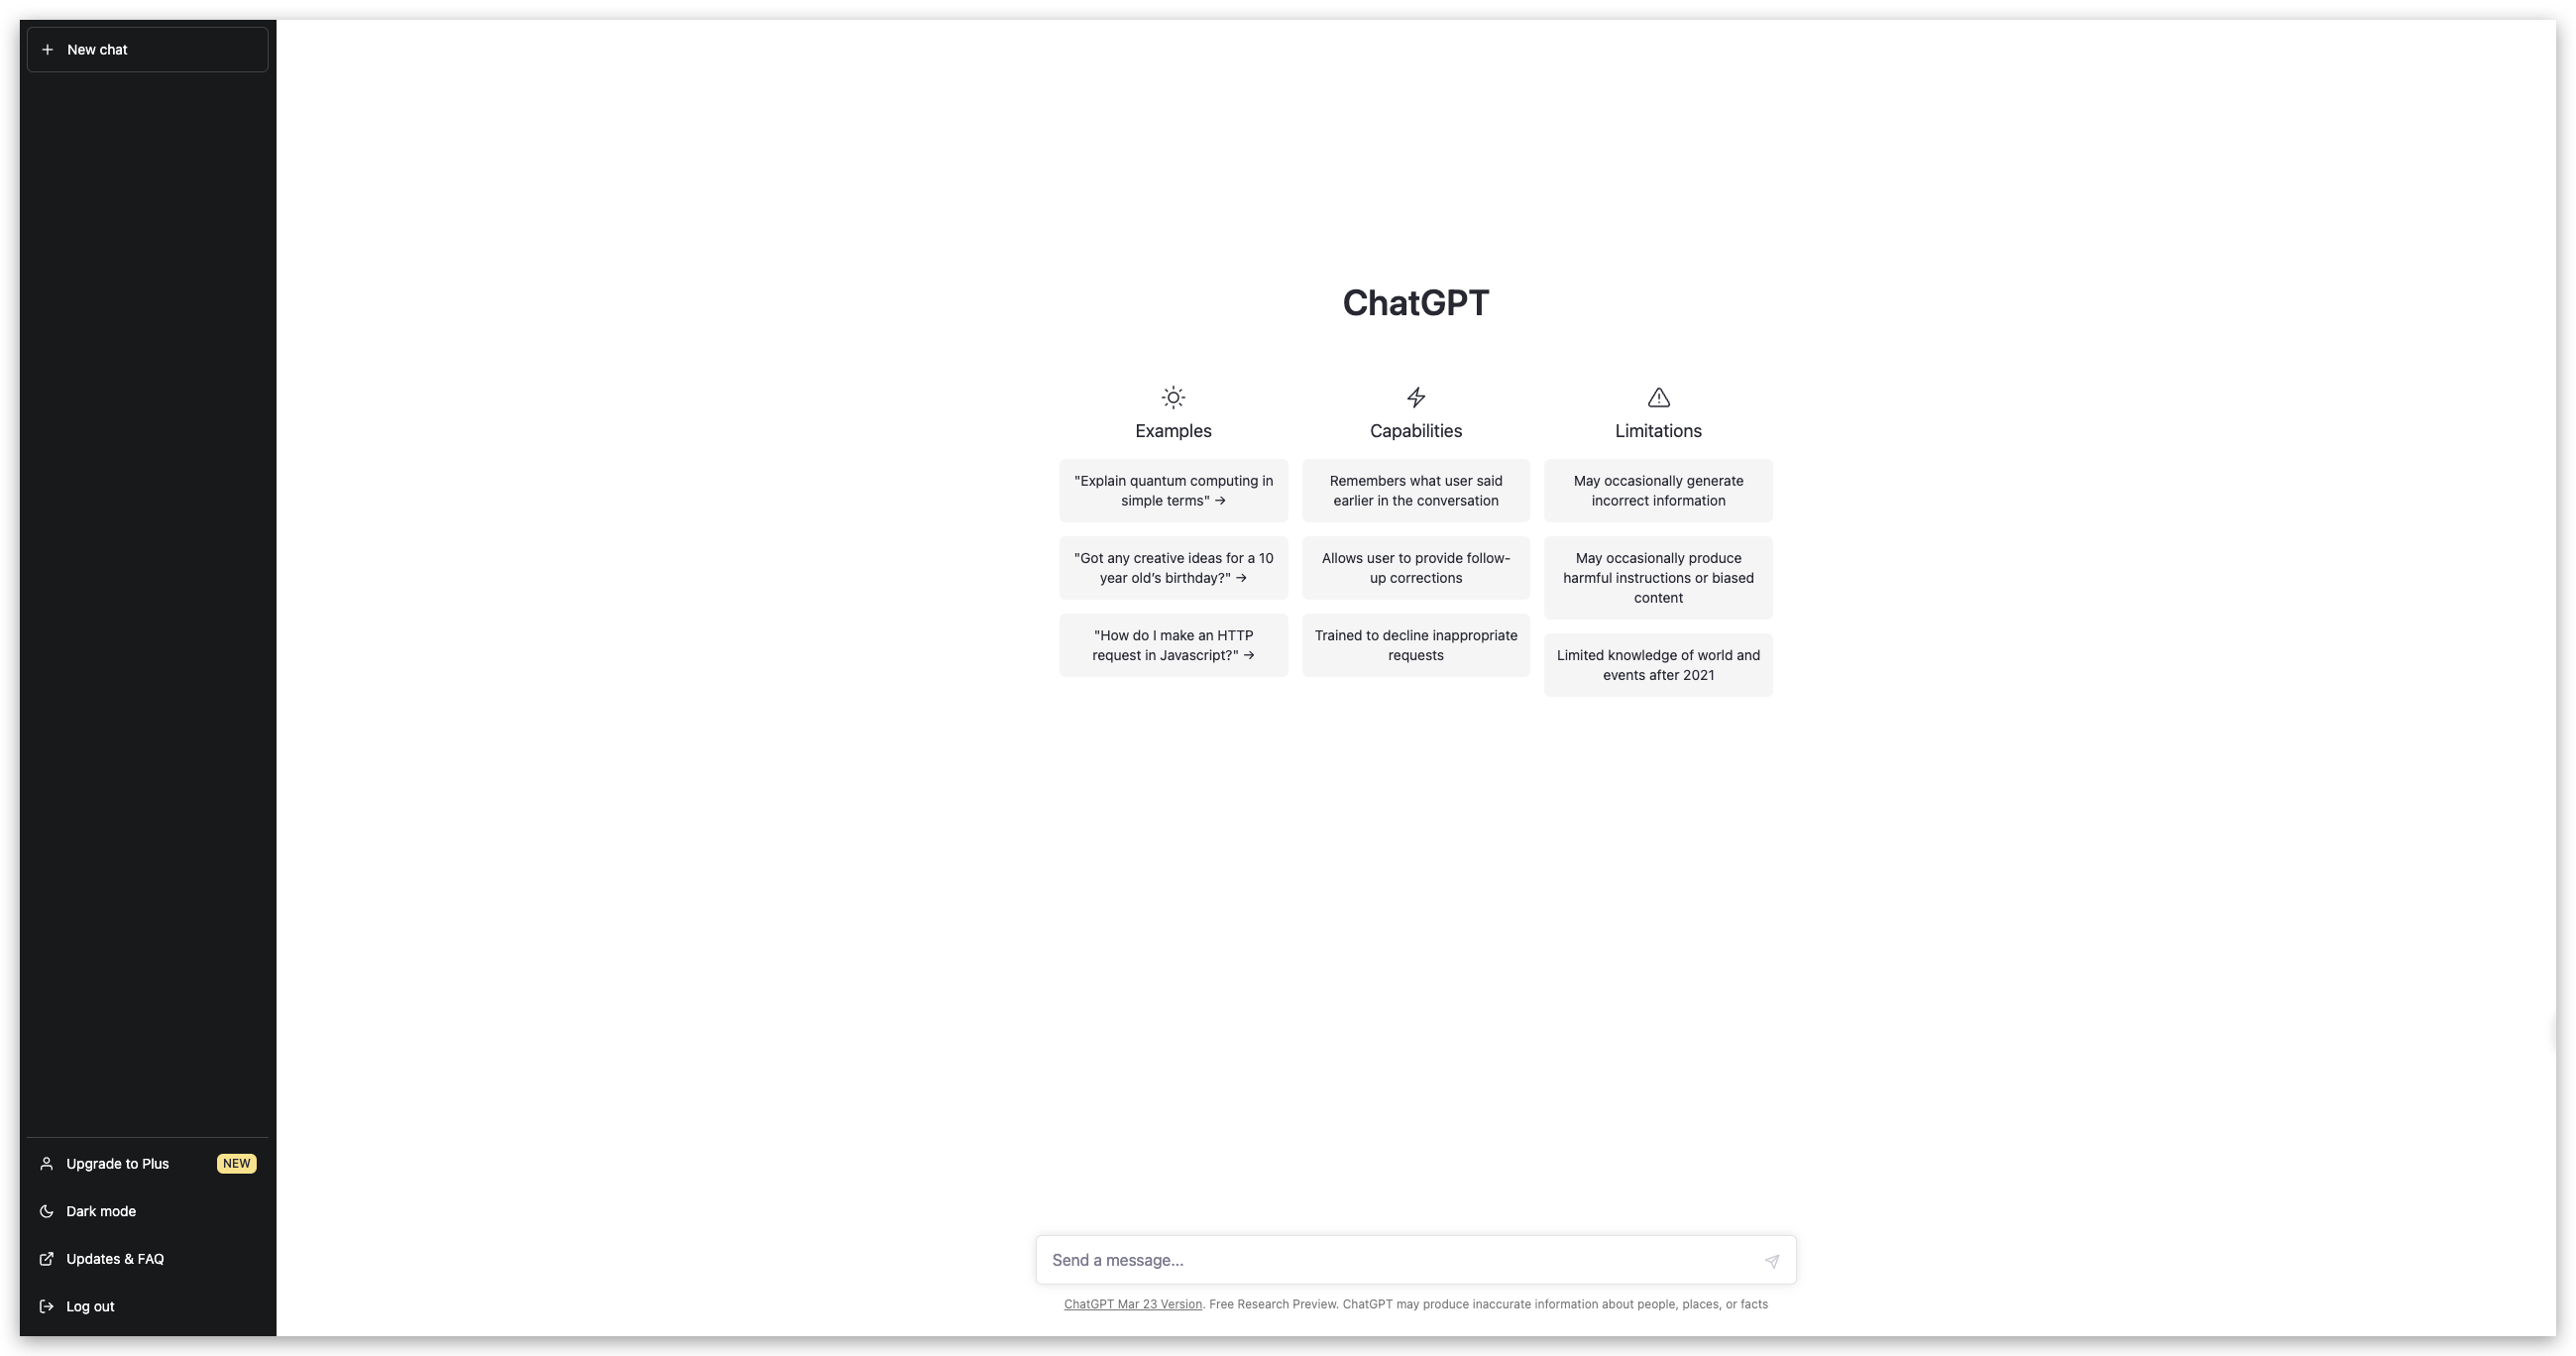 New chat
ChatGPT
Examples
"Explain quantum computing in
simple terms" →
"Got any creative ideas for a 10
year old’s birthday?" →
"How do I make an HTTP
request in Javascript?" →
Capabilities
Remembers what user said
earlier in the conversation
Allows user to provide follow-
up corrections
Trained to decline inappropriate
requests
Limitations
May occasionally generate
incorrect information
May occasionally produce
harmful instructions or biased
content
Limited knowledge of world and
events after 2021
Upgrade to Plus NEW
Dark mode
Updates & FAQ
Log out
Send a message...
ChatGPT Mar 23 Version. Free Research Preview. ChatGPT may produce inaccurate information about people, places, or facts